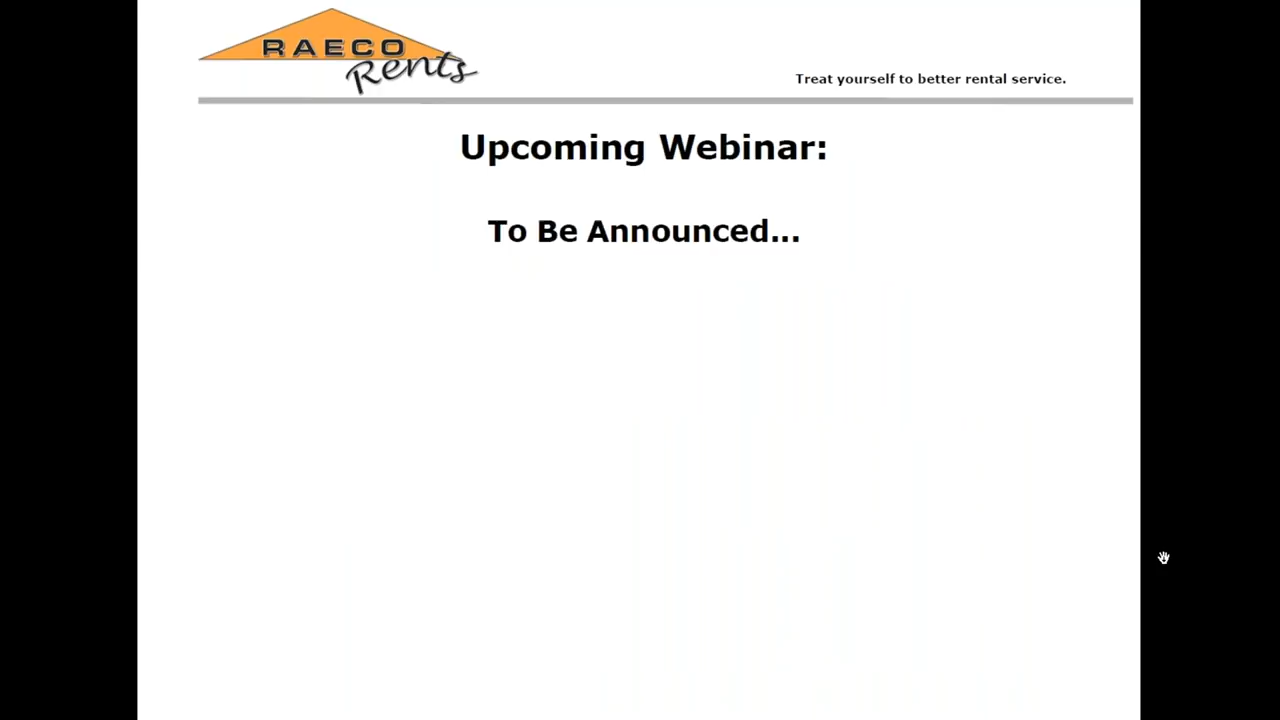 RAECO
Rents
Treat yourself to better rental service.
Upcoming Webinar:
To Be Announced...